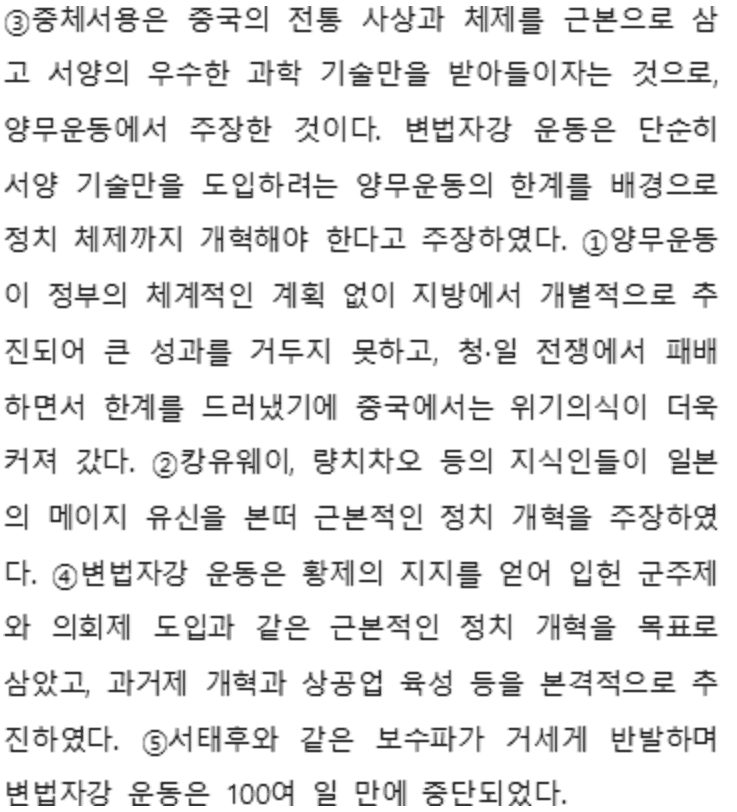 ③중체서용은 중국의 전통 사상과 체제를 근본으로 삼
고 서양의 우수한 과학 기술만을 받아들이자는 것으로,
양무운동에서 주장한 것이다. 변법자강 운동은 단순히
서양 기술만을 도입하려는 양무운동의 한계를 배경으로
정치 체제까지 개혁해야 한다고 주장하였다. ①양무운동
이 정부의 체계적인 계획 없이 지방에서 개별적으로 추
진되어 큰 성과를 거두지 못하고, 청·일 전쟁에서 패배
하면서 한계를 드러냈기에 중국에서는 위기의식이 더욱
커져 갔다. ②캉유웨이, 량치차오 등의 지식인들이 일본
의 메이지 유신을 본떠 근본적인 정치 개혁을 주장하였
다. ④변법자강 운동은 황제의 지지를 얻어 입헌 군주제
와 의회제 도입과 같은 근본적인 정치 개혁을 목표로
삼았고, 과거제 개혁과 상공업 육성 등을 본격적으로 추
진하였다. ⑤서태후와 같은 보수파가 거세게 반발하며
변법자강 운동은 100여 일 만에 중단되었다.